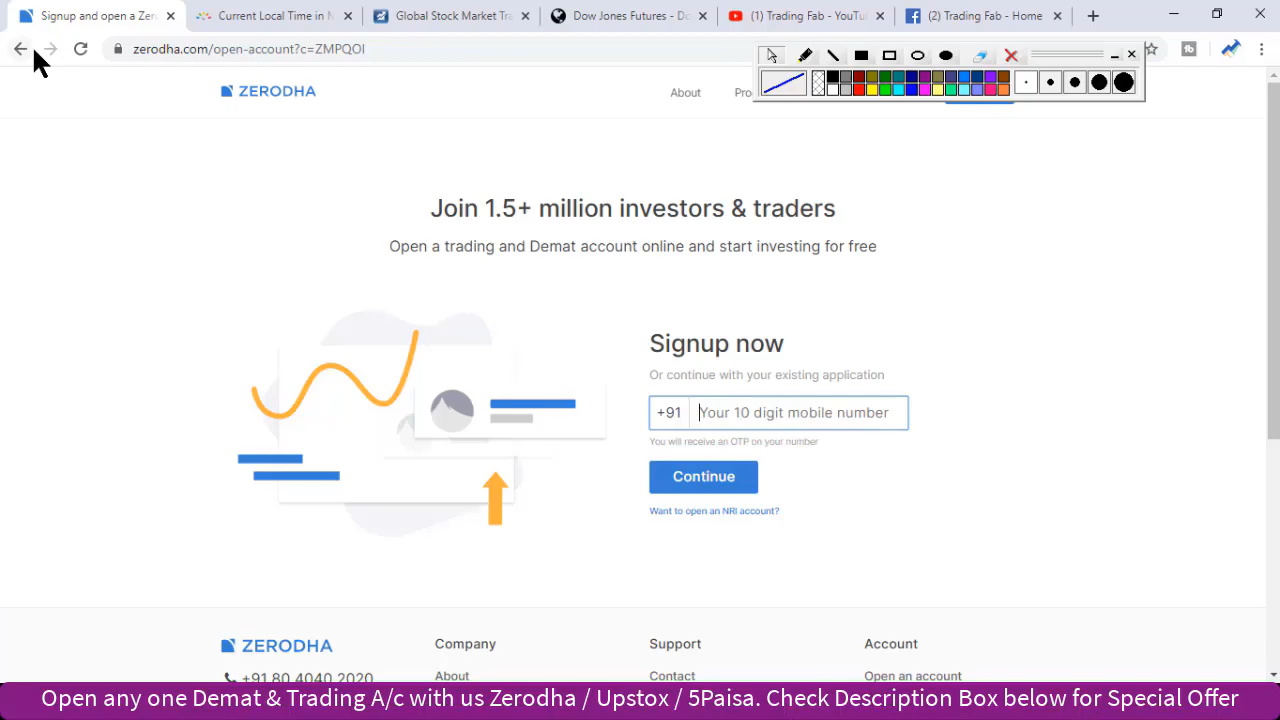 Signup and open a Zer
Current Local Time in N
Global Stock Market Tra
Dow Jones Futures - Do
(1) Trading Fab - YouTu
(2) Trading Fab - Home
zerodha.com/open-account?c=ZMPQOI
ZERODHA
About
Pro
Join 1.5+ million investors & traders
Open a trading and Demat account online and start investing for free
Signup now
Or continue with your existing application
+91
Your 10 digit mobile number
You will receive an OTP on your number
Continue
Want to open an NRI account?
ZERODHA
Company
Support
Account
+91 80 4040 2020
About
Contact
Open an account
Open any one Demat & Trading A/c with us Zerodha / Upstox / 5Paisa. Check Description Box below for Special Offer